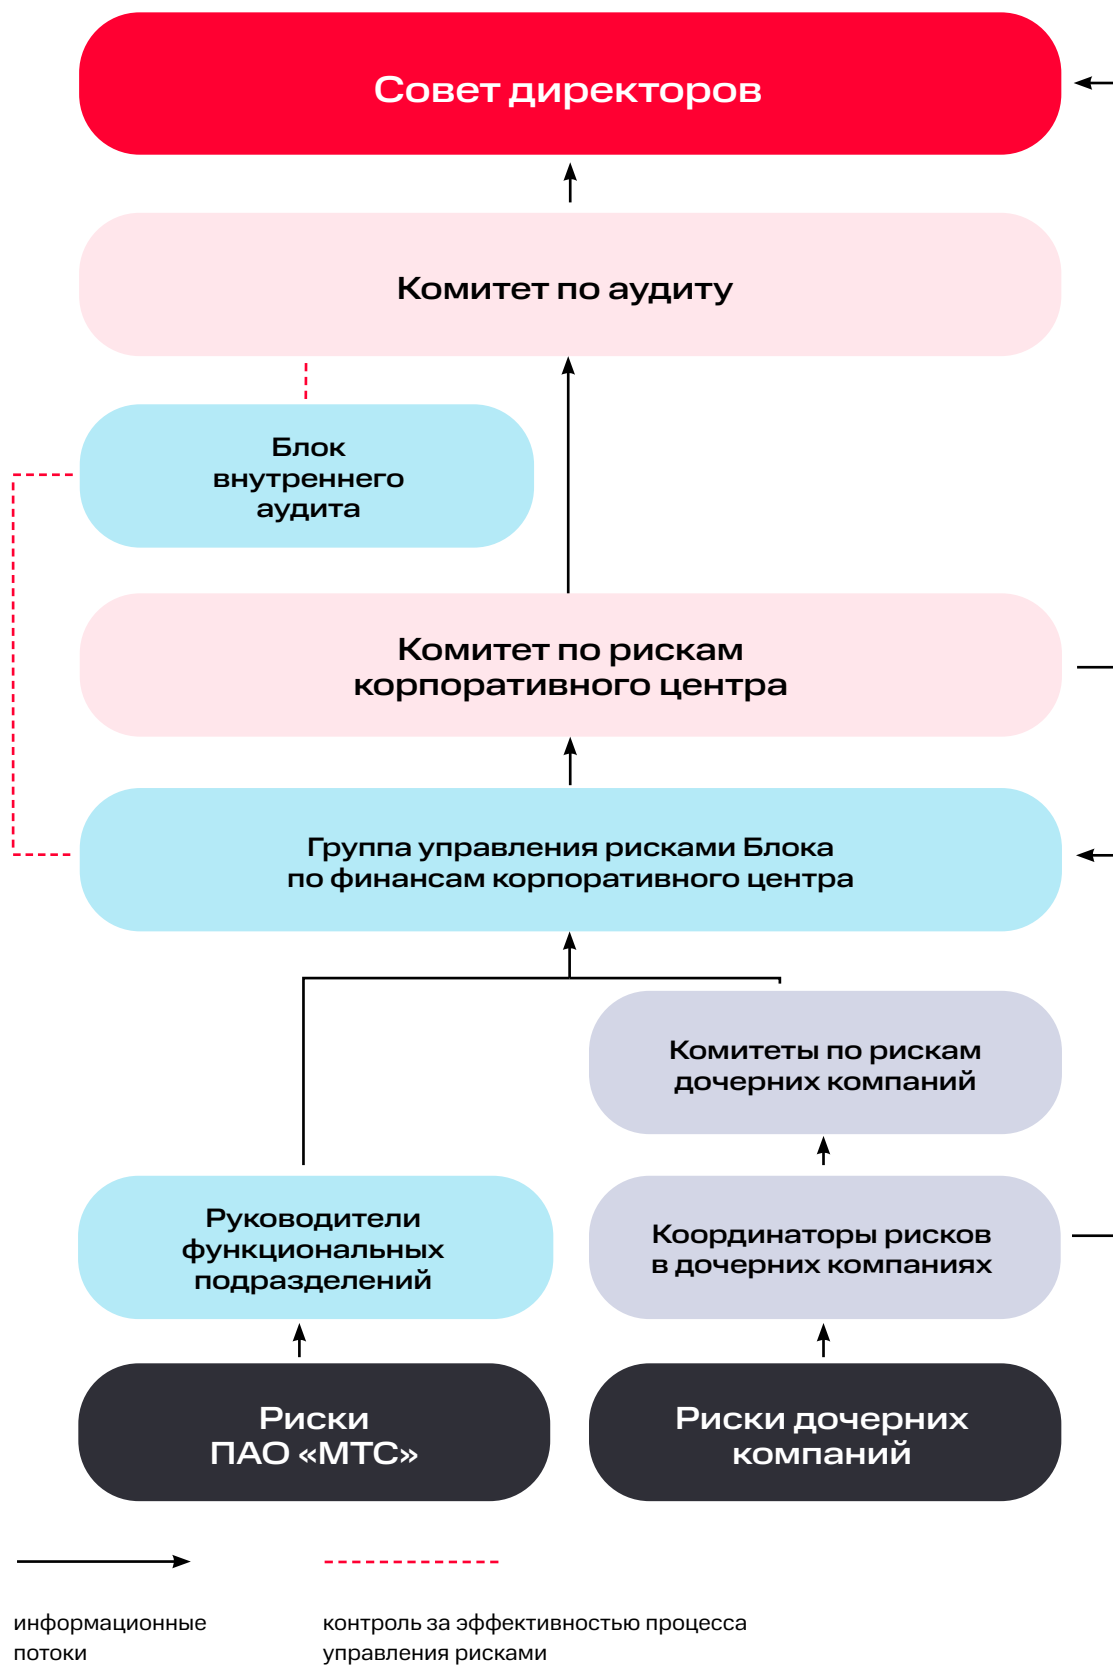 Совет директоров
Комитет по аудиту
Блок
внутреннего
аудита
Комитет по рискам
корпоративного центра
Группа управления рисками Блока
по финансам корпоративного центра
Комитеты по рискам
дочерних компаний
Руководители
функциональных
подразделений
Координаторы рисков
в дочерних компаниях
Риски
ПАО «МТС»
Риски дочерних
компаний
информационные
потоки
контроль за эффективностью процесса
управления рисками